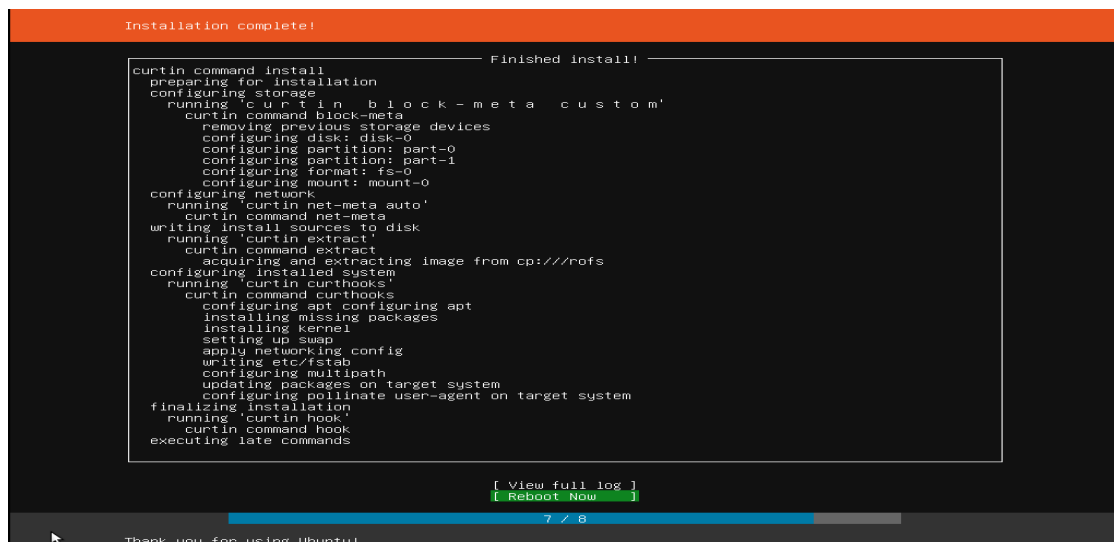 Installation complete!
Finished install!
curtin command install
preparing for installation
configuring storage
running 'c u r t i n   b l o c k - m e t a   c u s t o m'
curtin command block-meta
removing previous storage devices
configuring disk: disk-0
configuring partition: part-0
configuring partition: part-1
configuring format: fs-0
configuring mount: mount-0
configuring network
running 'curtin net-meta auto'
curtin command net-meta
writing install sources to disk
running 'curtin extract'
curtin command extract
acquiring and extracting image from cp:///rofs
configuring installed system
running 'curtin curthooks'
curtin command curthooks
configuring apt configuring apt
installing missing packages
installing kernel
setting up swap
apply networking config
writing etc/fstab
configuring multipath
updating packages on target system
configuring pollinate user-agent on target system
finalizing installation
running 'curtin hook'
curtin command hook
executing late commands
[ View full log ]
[ Reboot Now ]
7 / 8
Thank you for using Ubuntu!